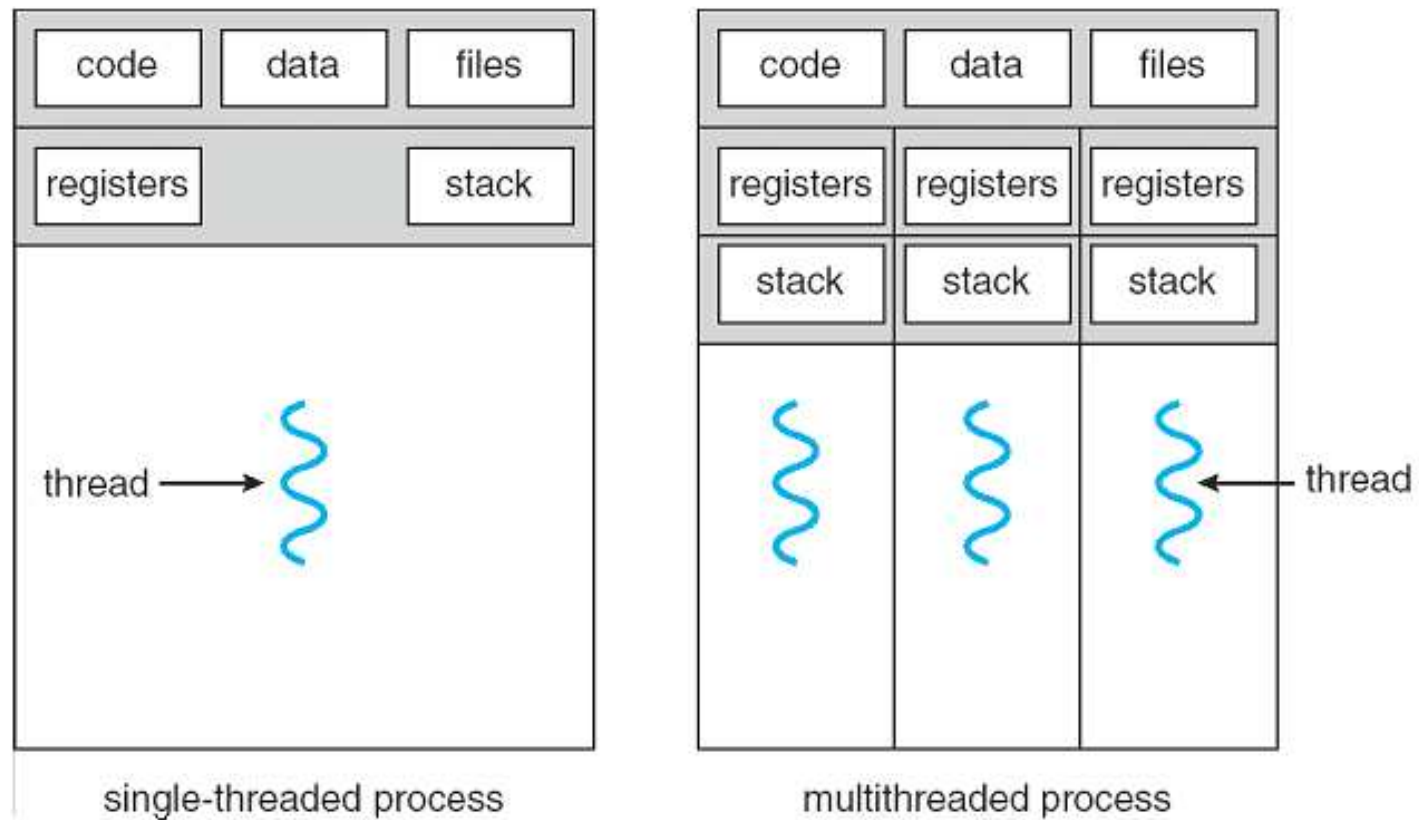 code data files code data files
registers stack registers registers registers
stack stack stack
thread thread
single-threaded process multithreaded process